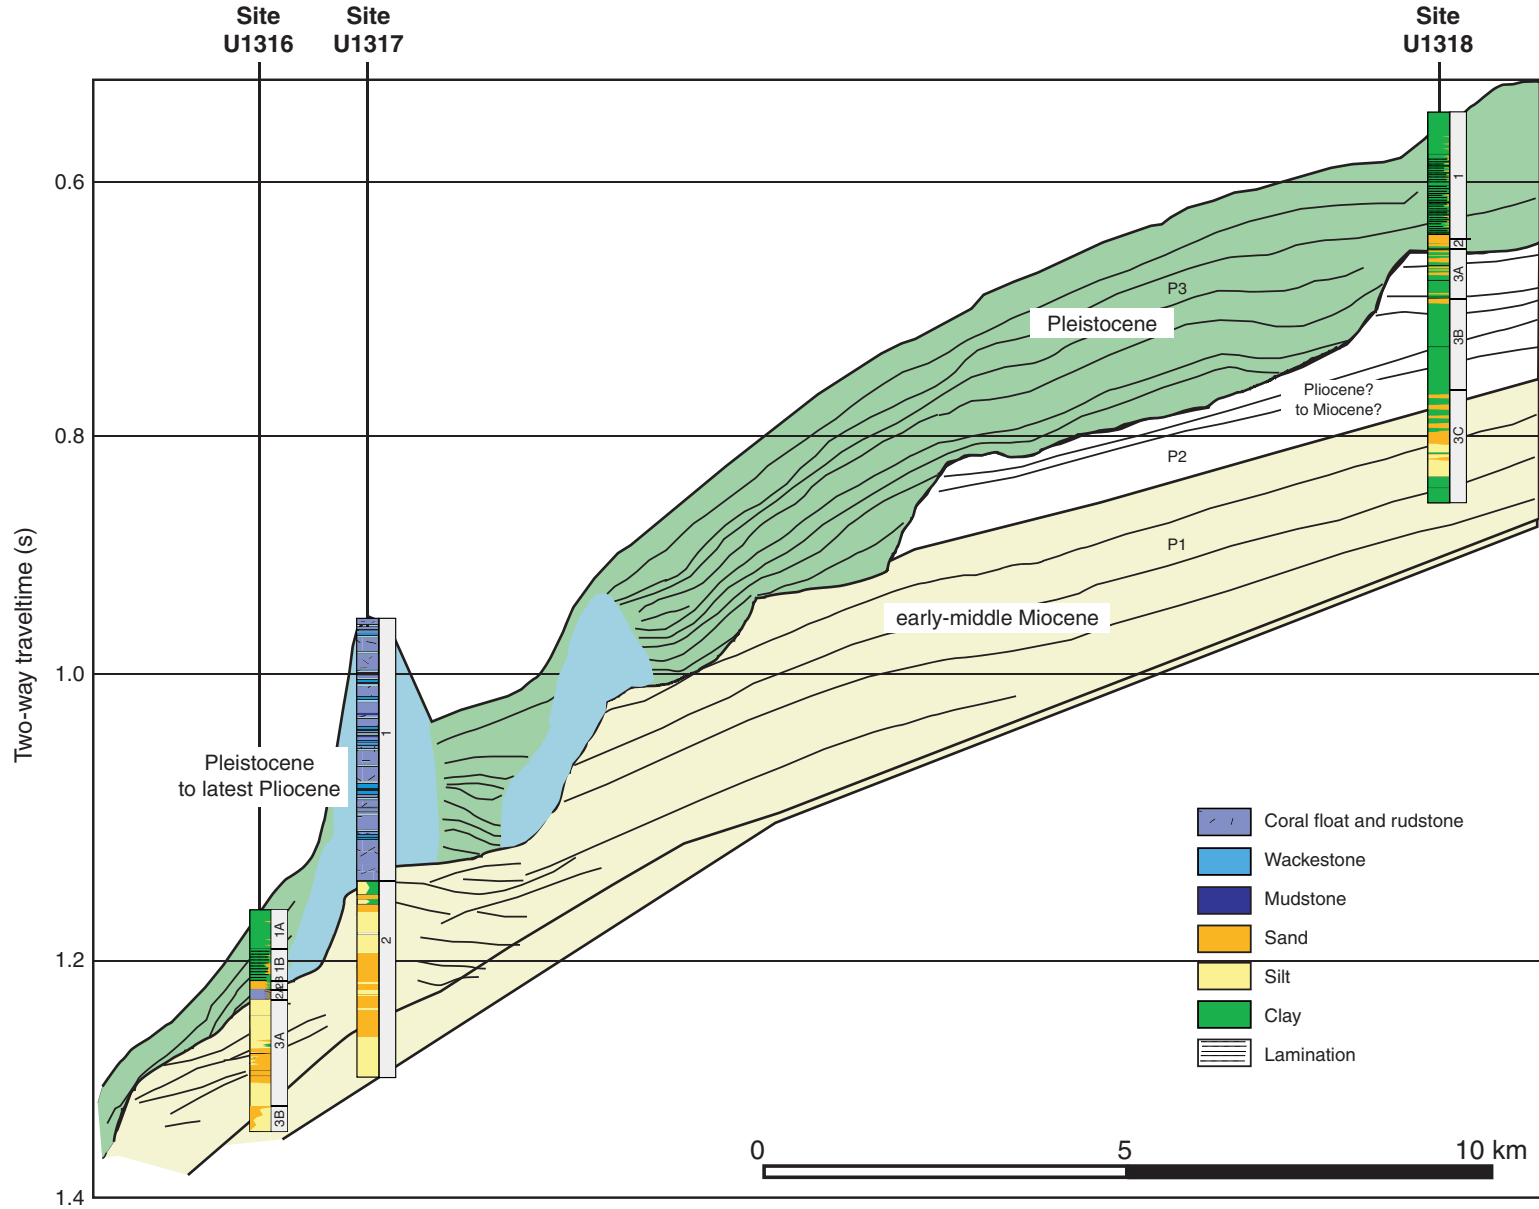 Site
U1316
Site
U1317
Site
U1318
Two-way traveltime (s)
0.6
0.8
1.0
1.2
1.4
P3
Pleistocene
Pliocene?
to Miocene?
P2
P1
early-middle Miocene
Pleistocene
to latest Pliocene
1
2
3A
3B
3C
1
2
1A
1B
3A
3B
Coral float and rudstone
Wackestone
Mudstone
Sand
Silt
Clay
Lamination
0
5
10 km